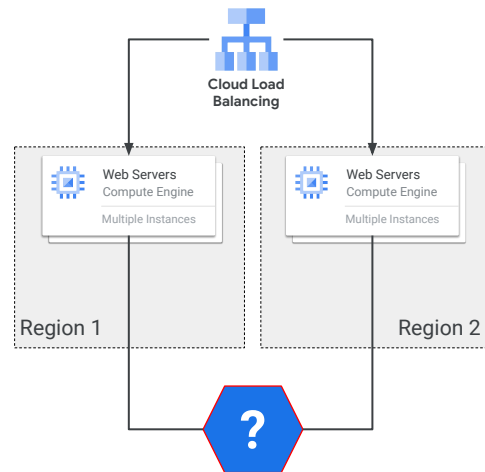 Cloud Load
Balancing
Web Servers
Compute Engine
Multiple Instances
Region 1
Web Servers
Compute Engine
Multiple Instances
Region 2
?